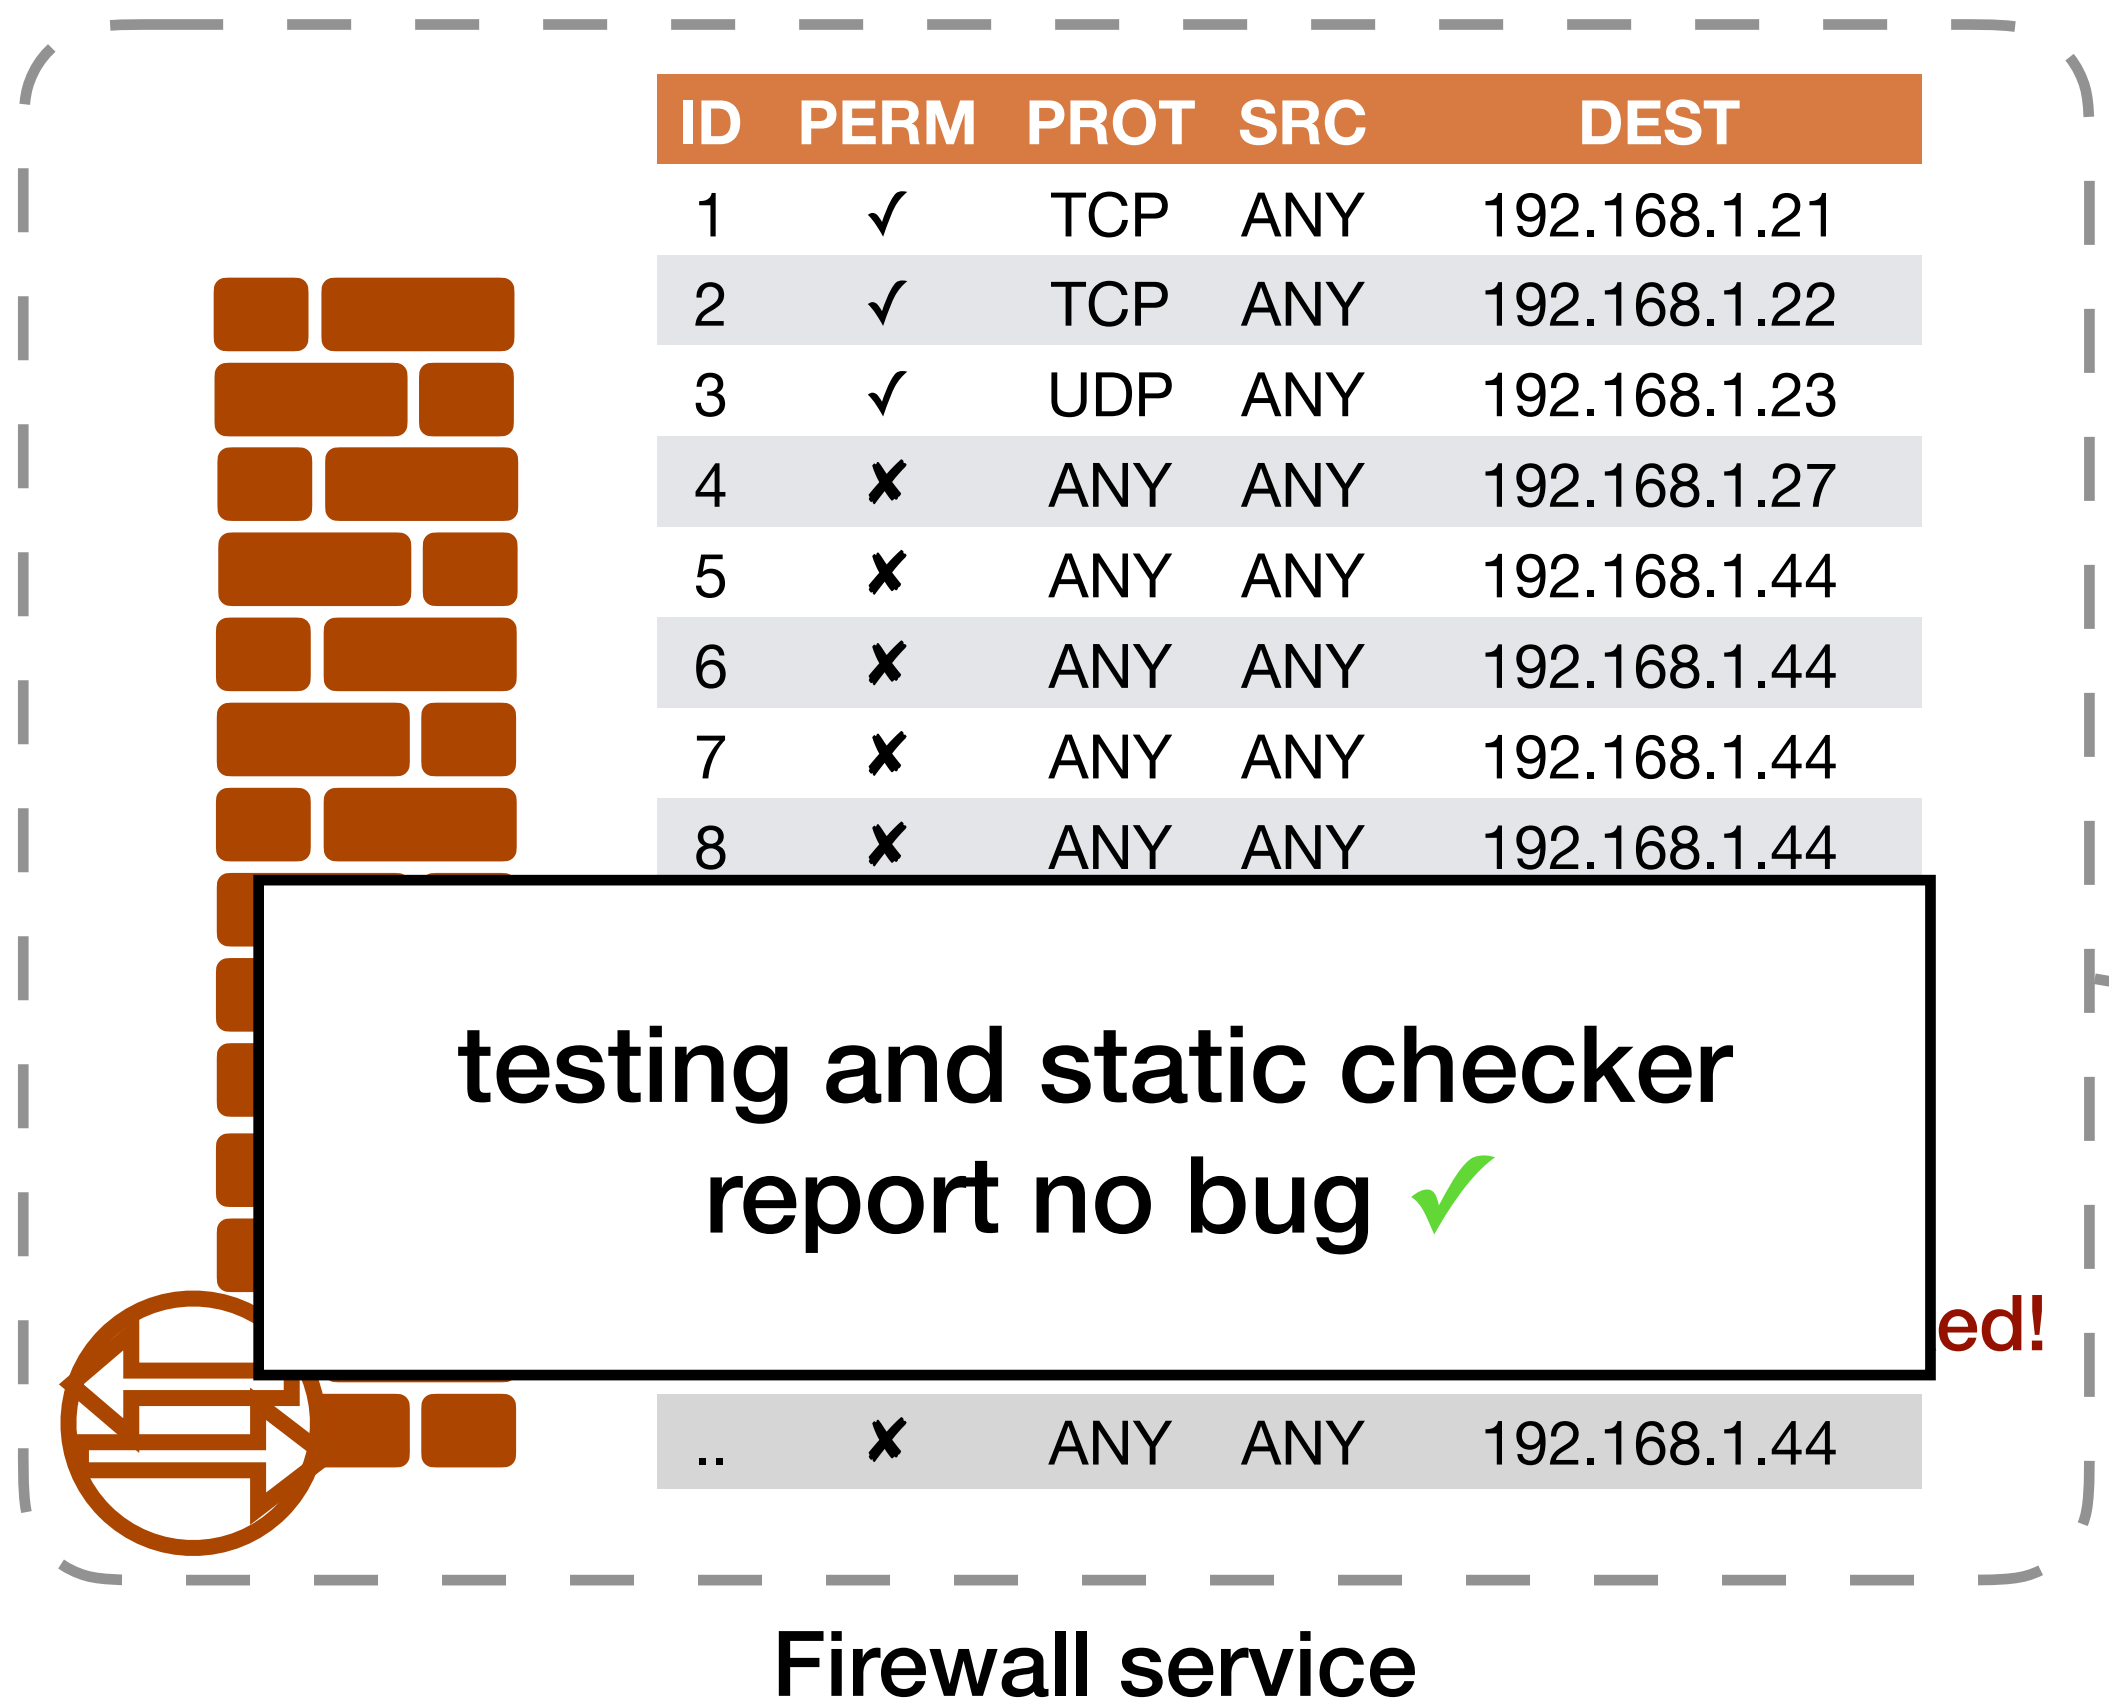 ID PERM PROT SRC DEST
1 ✓ TCP ANY 192.168.1.21
2 ✓ TCP ANY 192.168.1.22
3 ✓ UDP ANY 192.168.1.23
4 ✘ ANY ANY 192.168.1.27
5 ✘ ANY ANY 192.168.1.44
6 ✘ ANY ANY 192.168.1.44
7 ✘ ANY ANY 192.168.1.44
8 ✘ ANY ANY 192.168.1.44
testing and static checker
report no bug ✓
ed!
.. ✘ ANY ANY 192.168.1.44
Firewall service